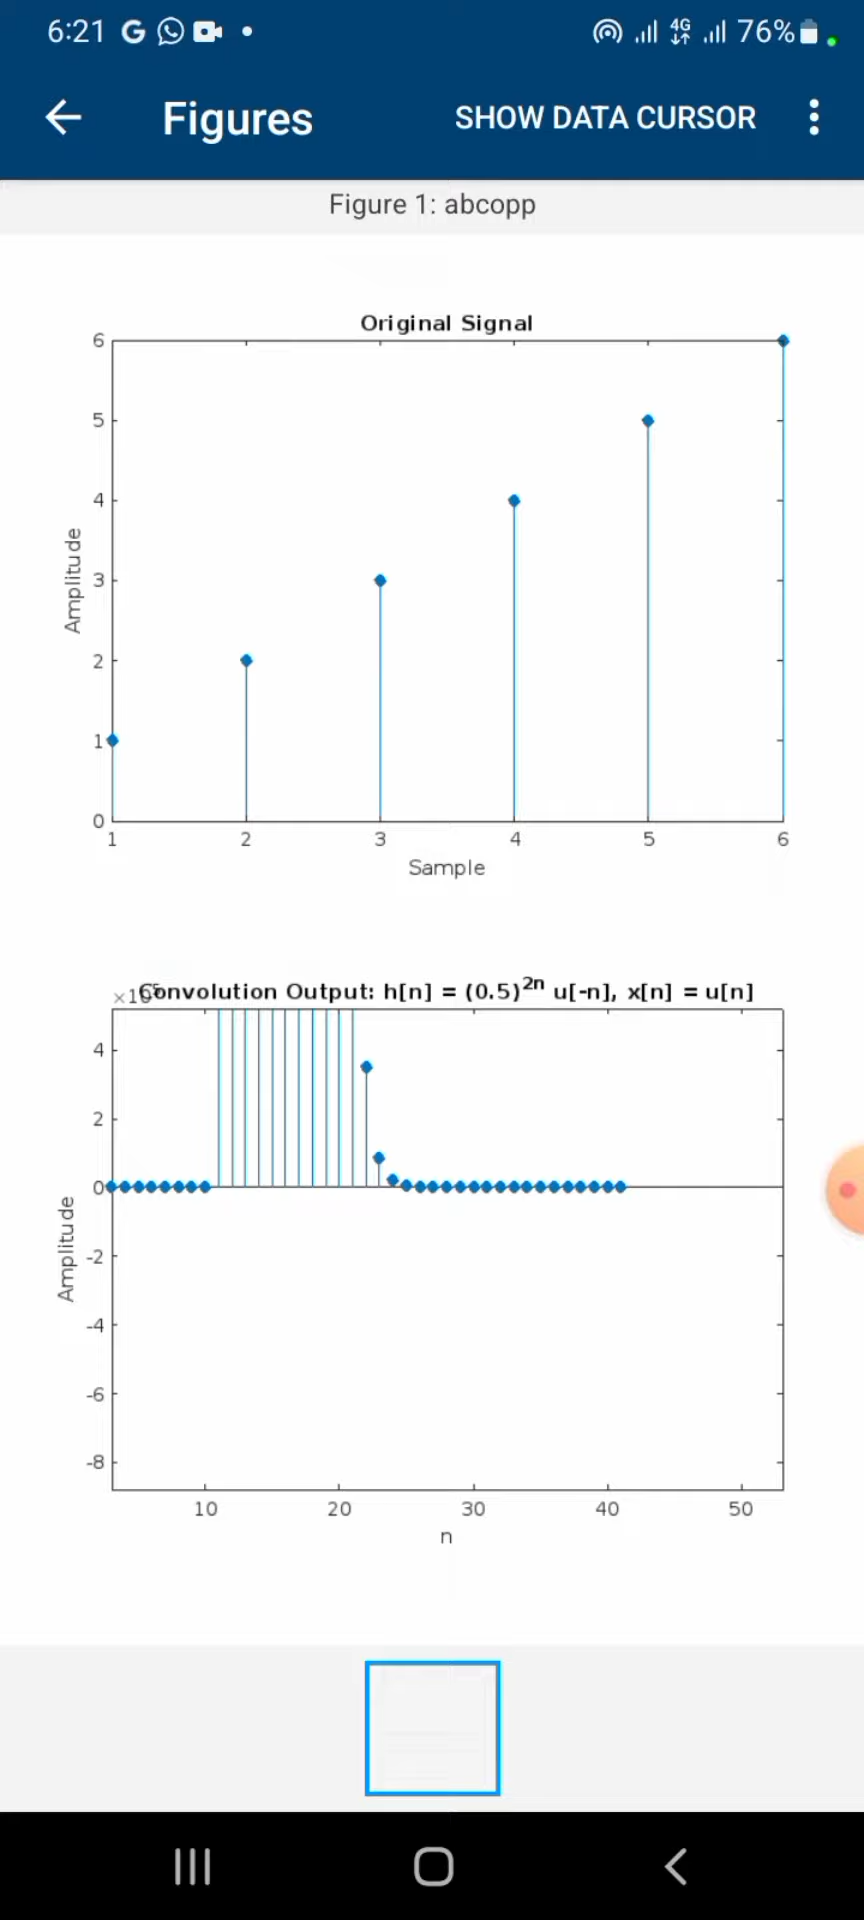 6:21 G 4G 76%
Figures SHOW DATA CURSOR
Figure 1: abcopp
Original Signal
6
5
4
3
2
1
0
Amplitude
1 2 3 4 5 6
Sample
Convolution Output: h[n] = (0.5)^2n u[-n], x[n] = u[n]
4
2
0
-2
-4
-6
-8
Amplitude
10 20 30 40 50
n